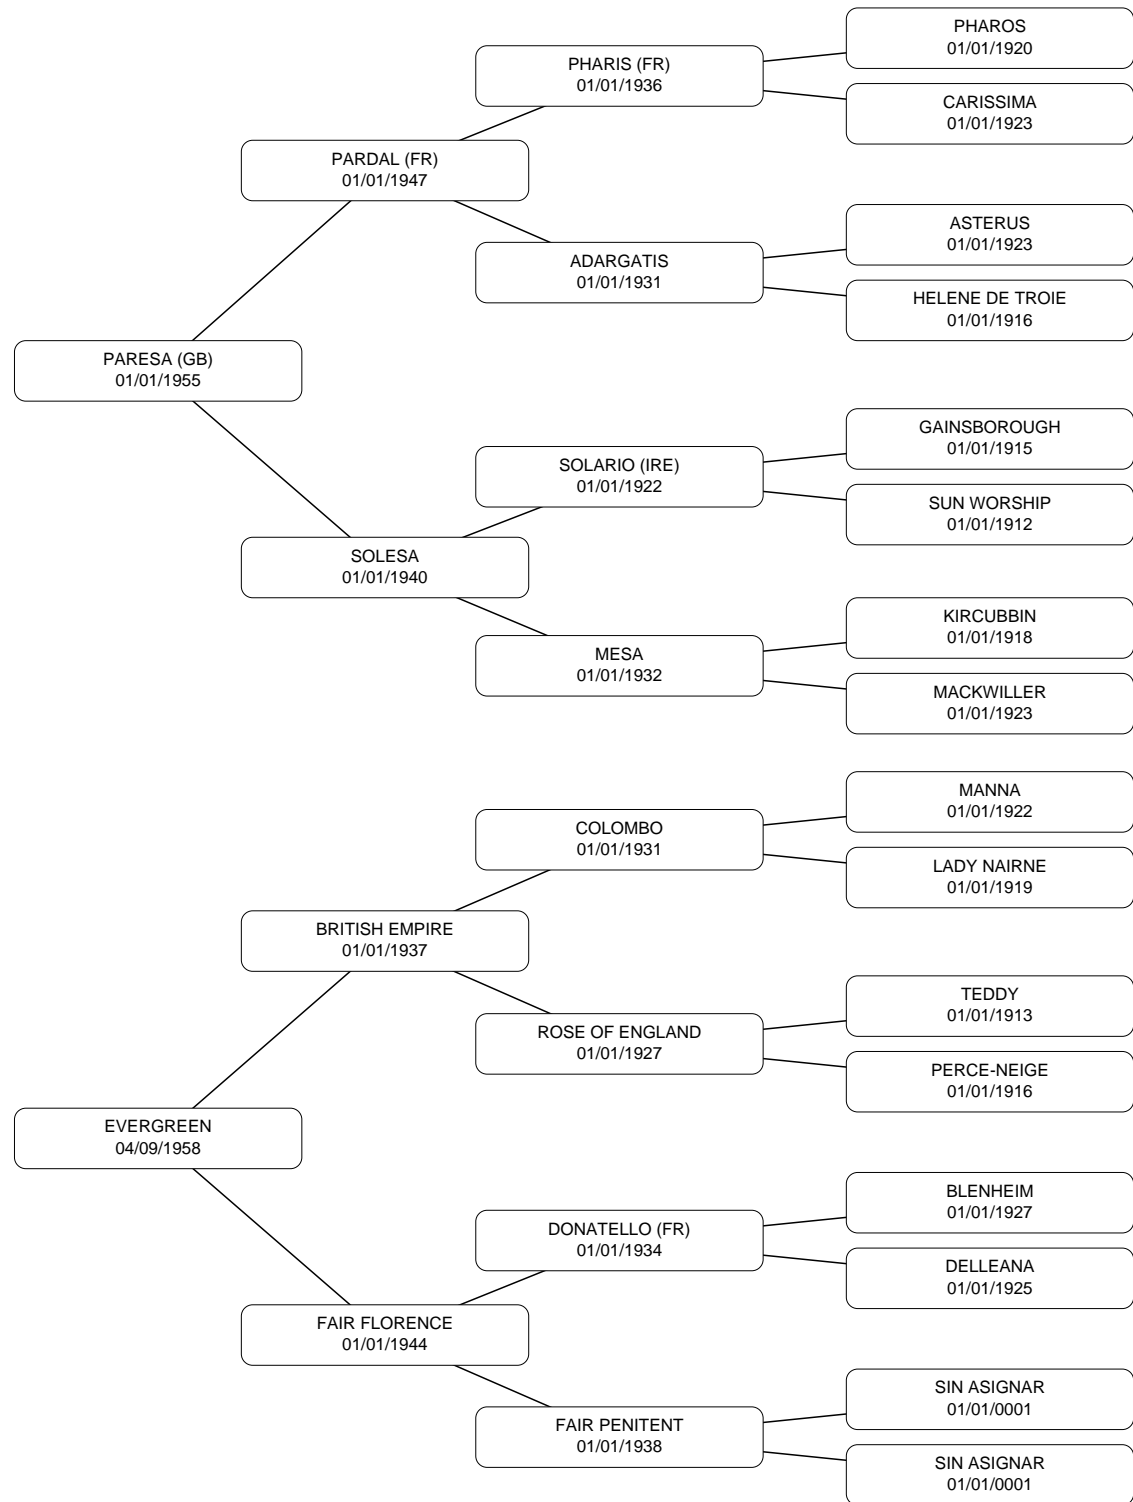 PHAROS
01/01/1920
PHARIS (FR)
01/01/1936
CARISSIMA
01/01/1923
PARDAL (FR)
01/01/1947
ASTERUS
01/01/1923
ADARGATIS
01/01/1931
HELENE DE TROIE
01/01/1916
PARESA (GB)
01/01/1955
GAINSBOROUGH
01/01/1915
SOLARIO (IRE)
01/01/1922
SUN WORSHIP
01/01/1912
SOLESA
01/01/1940
KIRCUBBIN
01/01/1918
MESA
01/01/1932
MACKWILLER
01/01/1923
MANNA
01/01/1922
COLOMBO
01/01/1931
LADY NAIRNE
01/01/1919
BRITISH EMPIRE
01/01/1937
TEDDY
01/01/1913
ROSE OF ENGLAND
01/01/1927
PERCE-NEIGE
01/01/1916
EVERGREEN
04/09/1958
BLENHEIM
01/01/1927
DONATELLO (FR)
01/01/1934
DELLEANA
01/01/1925
FAIR FLORENCE
01/01/1944
SIN ASIGNAR
01/01/0001
FAIR PENITENT
01/01/1938
SIN ASIGNAR
01/01/0001